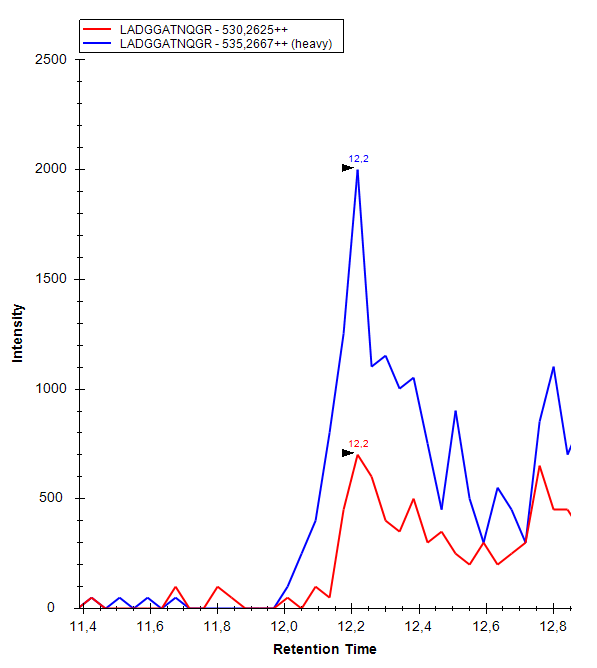 LADGGATNQGR - 530,2625++
LADGGATNQGR - 535,2667++ (heavy)
2500
2000
1500
1000
500
0
Intensity
12,2
12,2
11,4 11,6 11,8 12,0 12,2 12,4 12,6 12,8
Retention Time